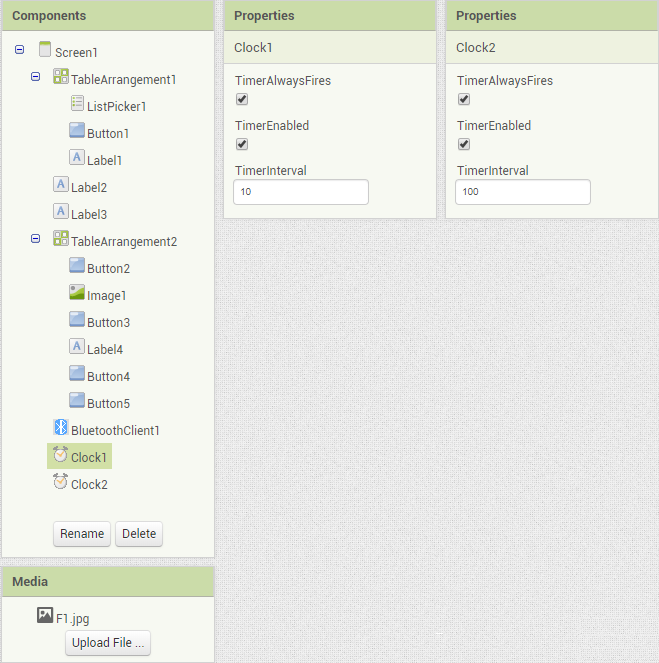 Components
Screen1
TableArrangement1
ListPicker1
Button1
A Label1
A Label2
A Label3
TableArrangement2
Button2
Image1
Button3
A Label4
Button4
Button5
BluetoothClient1
Clock1
Clock2
Rename Delete
Media
F1.jpg
Upload File ...
Properties
Clock1
TimerAlwaysFires
TimerEnabled
TimerInterval
10
Properties
Clock2
TimerAlwaysFires
TimerEnabled
TimerInterval
100